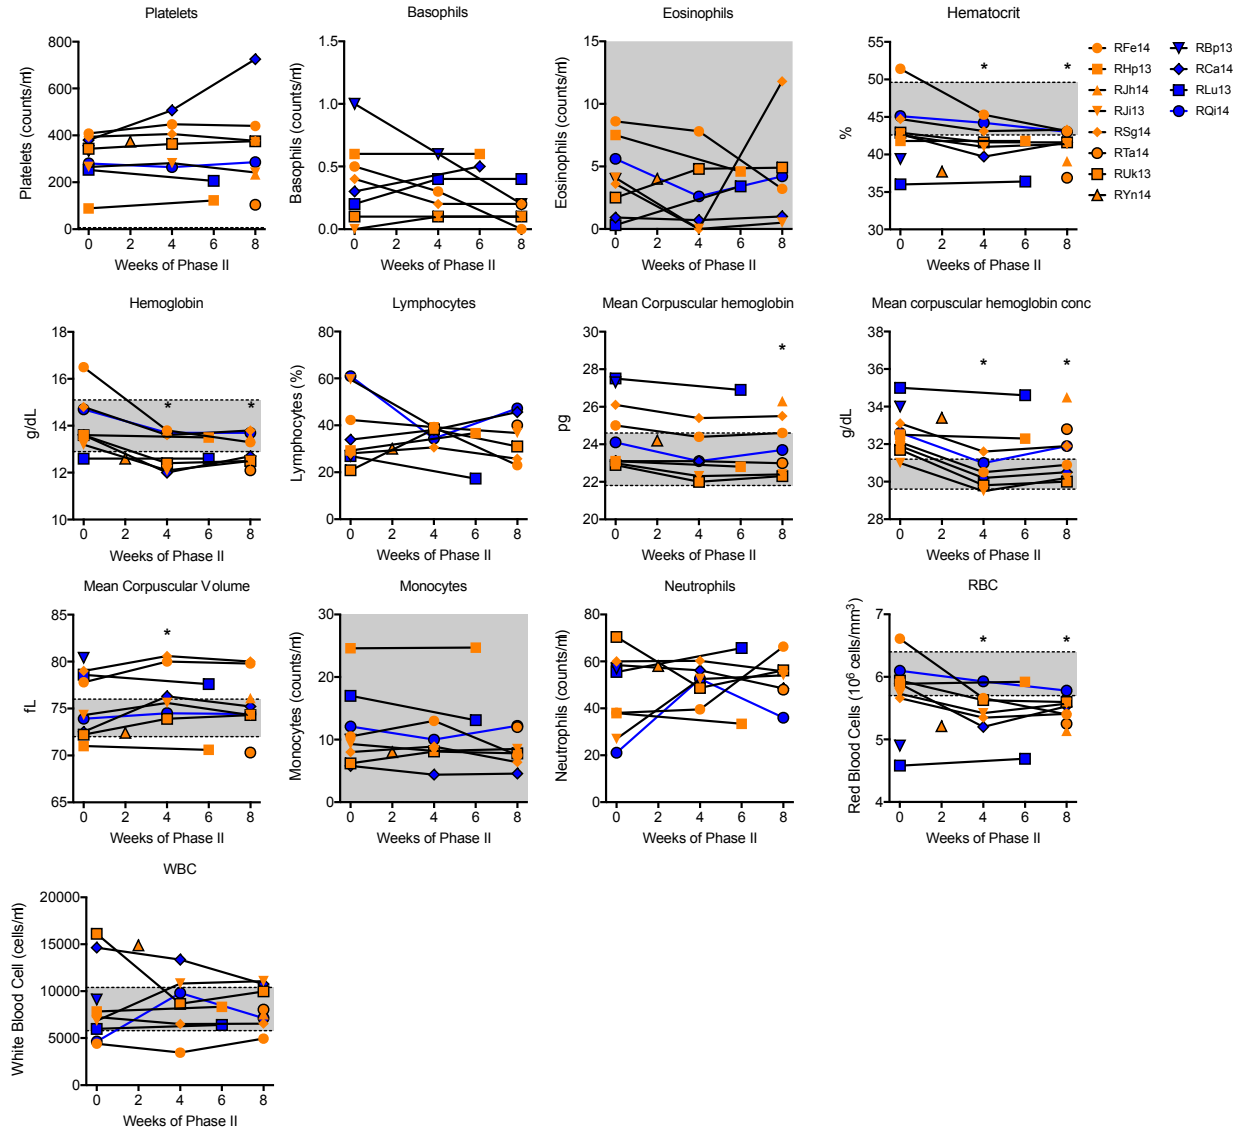 Platelets
Platelets (counts/ml)
800
600
400
200
0
0 2 4 6 8
Weeks of Phase II
Basophils
Basophils (counts/ml)
1.5
1.0
0.5
0.0
0 2 4 6 8
Weeks of Phase II
Eosinophils
Eosinophils (counts/ml)
15
10
5
0
0 2 4 6 8
Weeks of Phase II
Hematocrit
%
55
50
45
40
35
30
* *
0 2 4 6 8
Weeks of Phase II
RFe14
RHp13
RJh14
RJi13
RSg14
RTa14
RUk13
RYn14
RBp13
RCa14
RLu13
RQi14
Hemoglobin
g/dL
18
16
14
12
10
* *
0 2 4 6 8
Weeks of Phase II
Lymphocytes
Lymphocytes (%)
80
60
40
20
0
0 2 4 6 8
Weeks of Phase II
Mean Corpuscular hemoglobin
pg
28
26
24
22
20
*
0 2 4 6 8
Weeks of Phase II
Mean corpuscular hemoglobin conc
g/dL
36
34
32
30
28
* *
0 2 4 6 8
Weeks of Phase II
Mean Corpuscular Volume
fL
85
80
75
70
65
*
0 2 4 6 8
Weeks of Phase II
Monocytes
Monocytes (counts/ml)
30
20
10
0
0 2 4 6 8
Weeks of Phase II
Neutrophils
Neutrophils (counts/ml)
80
60
40
20
0
0 2 4 6 8
Weeks of Phase II
RBC
Red Blood Cells (10⁶ cells/mm³)
7
6
5
4
* *
0 2 4 6 8
Weeks of Phase II
WBC
White Blood Cell (cells/ml)
20000
15000
10000
5000
0
0 2 4 6 8
Weeks of Phase II